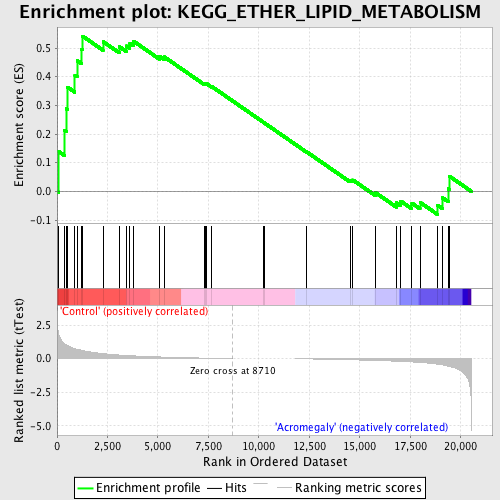 Enrichment plot: KEGG_ETHER_LIPID_METABOLISM
Enrichment score (ES)
0.5
0.4
0.3
0.2
0.1
0.0
-0.1
'Control' (positively correlated)
Ranked list metric (tTest)
2.5
0.0
-2.5
-5.0
Zero cross at 8710
'Acromegaly' (negatively correlated)
0
2,500
5,000
7,500
10,000
12,500
15,000
17,500
20,000
Rank in Ordered Dataset
Enrichment profile
Hits
Ranking metric scores